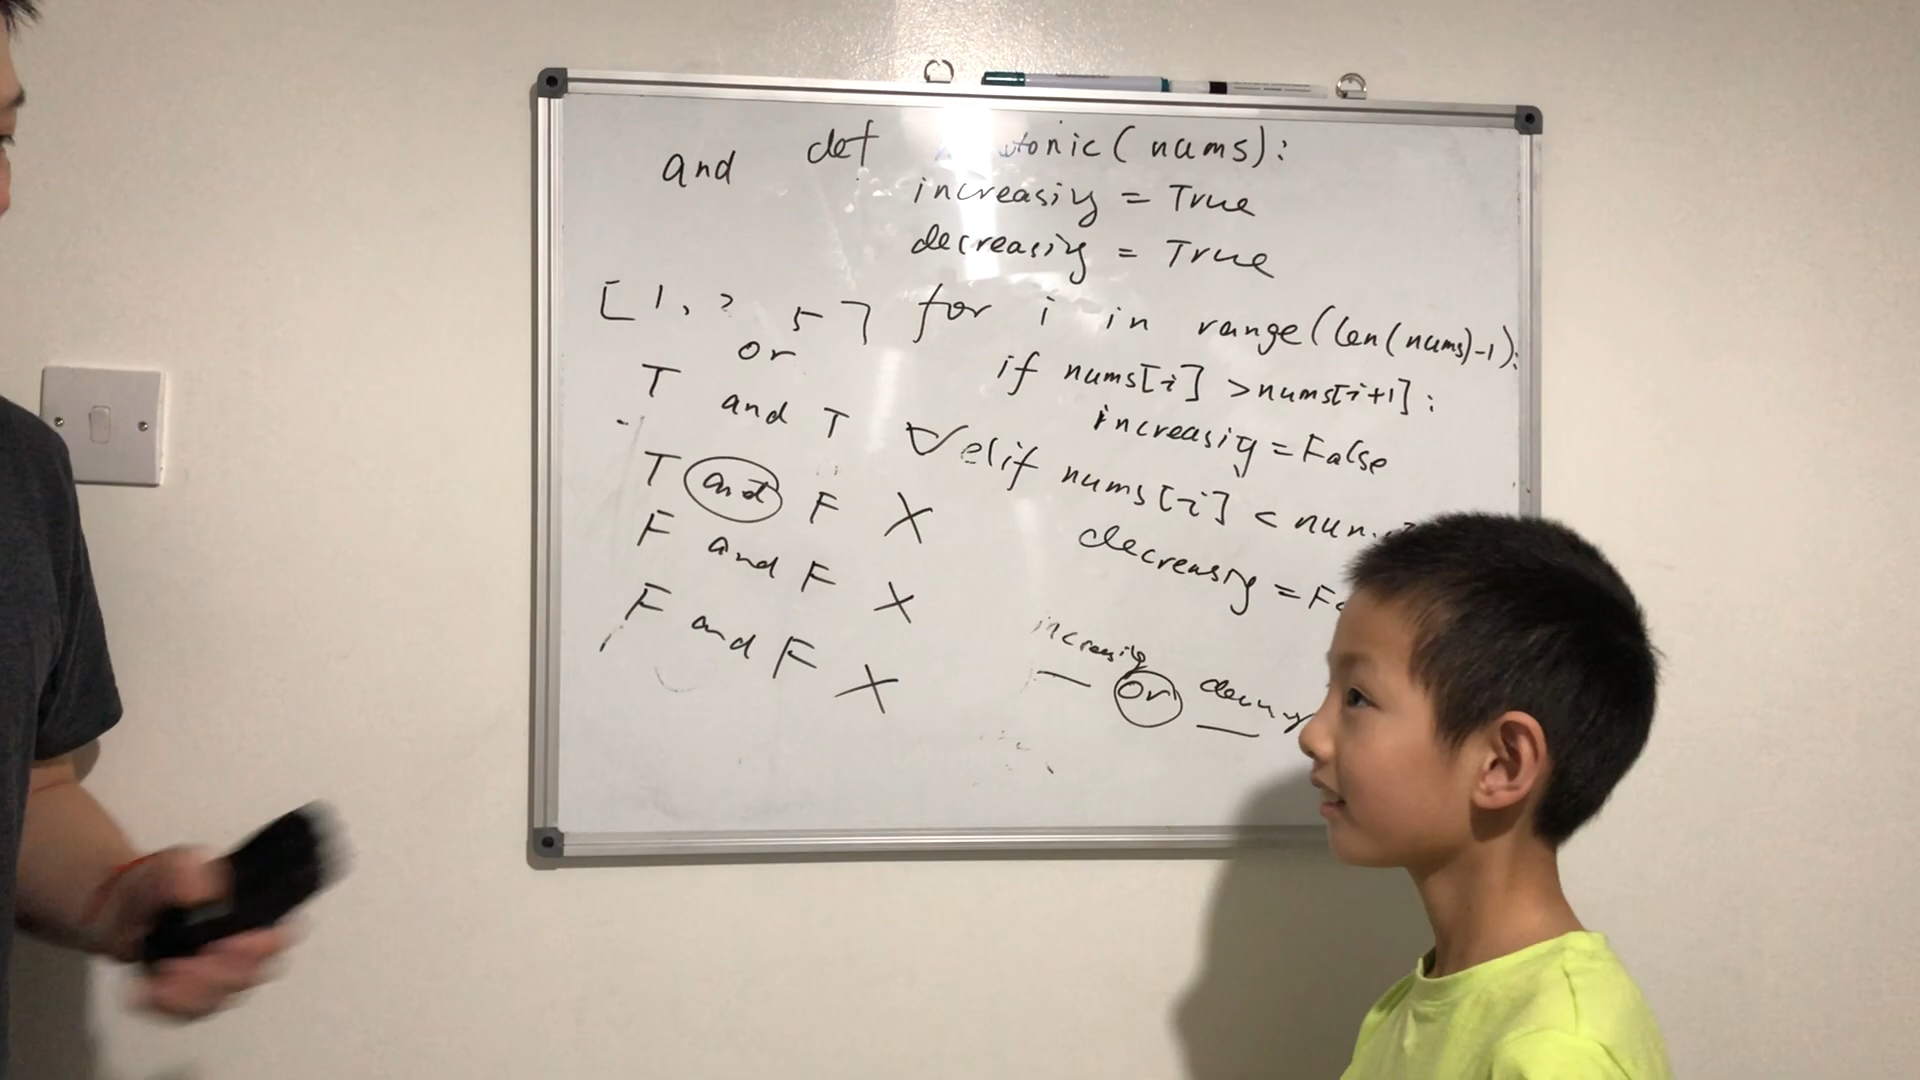 and
def tonic(nums):
increasing = True
decreasing = True
[1, 2 5]
for i in range(len(nums)-1):
or
if nums[i] > nums[i+1]:
increasing = False
T and T
elif nums[i] <
decreasing =
T and F X
F and F X
F and F X
increasing
or